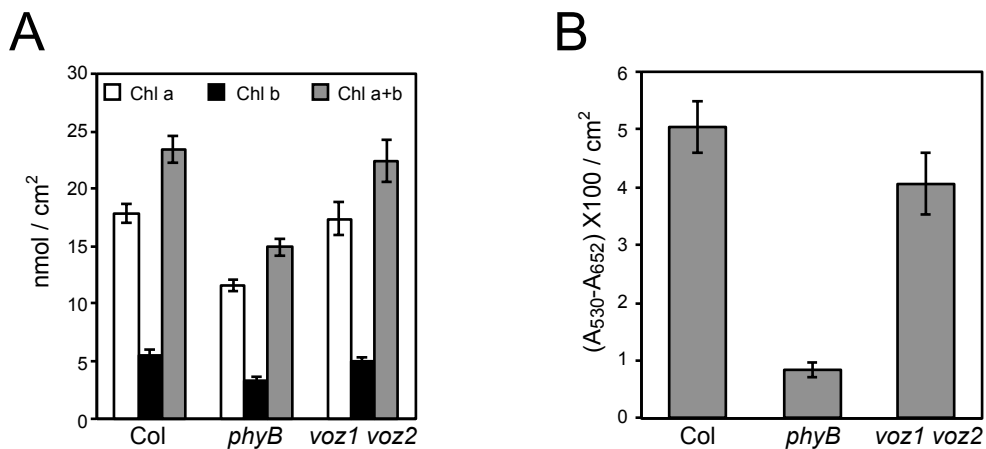 A
30
25
20
15
10
5
0
nmol / cm²
Chl a
Chl b
Chl a+b
Col
phyB
voz1 voz2
B
6
5
4
3
2
1
0
(A₅₃₀-A₆₅₂) X100 / cm²
Col
phyB
voz1 voz2